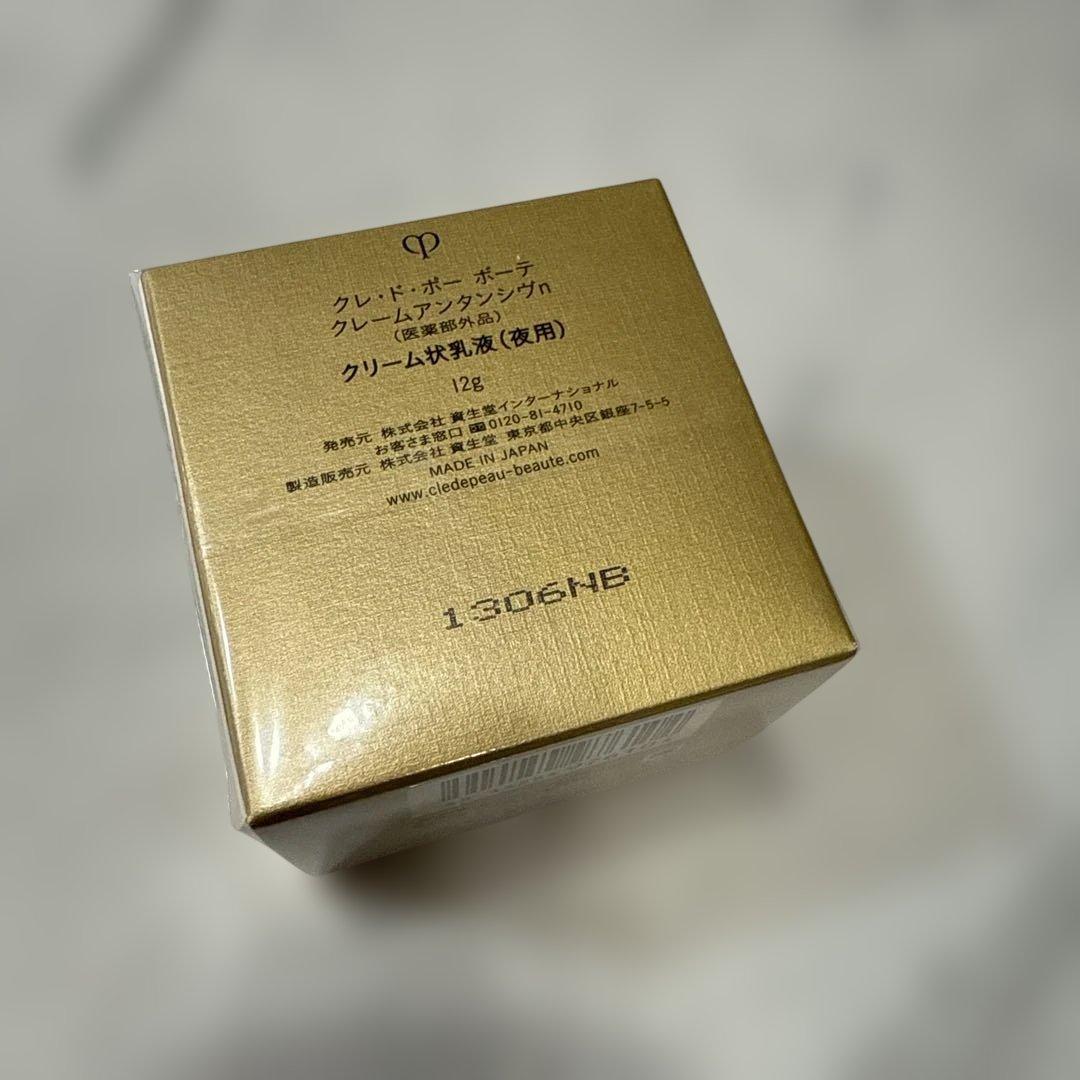 クレ・ド・ポー ボーテ
クレームアンタンシヴn
(医薬部外品)
クリーム状乳液(夜用)
12g
発売元 株式会社 資生堂インターナショナル
お客さま窓口 0120-81-4710
製造販売元 株式会社 資生堂 東京都中央区銀座7-5-5
MADE IN JAPAN
www.cledepeau-beaute.com
1306NB